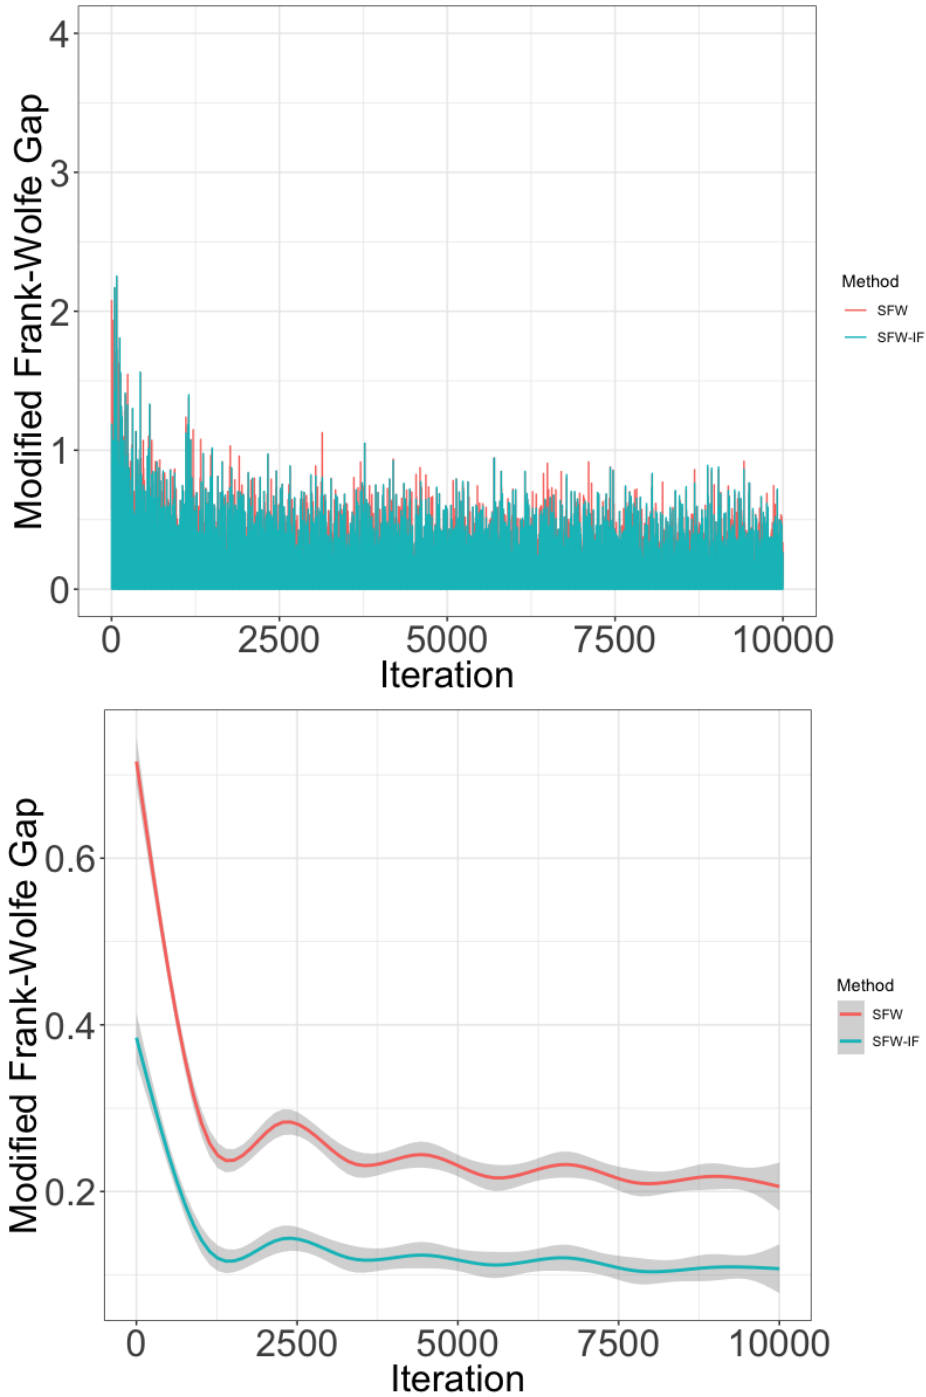 Modified Frank-Wolfe Gap
4
3
2
1
0
0 2500 5000 7500 10000
Iteration
Method
SFW
SFW-IF
Modified Frank-Wolfe Gap
0.6
0.4
0.2
0 2500 5000 7500 10000
Iteration
Method
SFW
SFW-IF